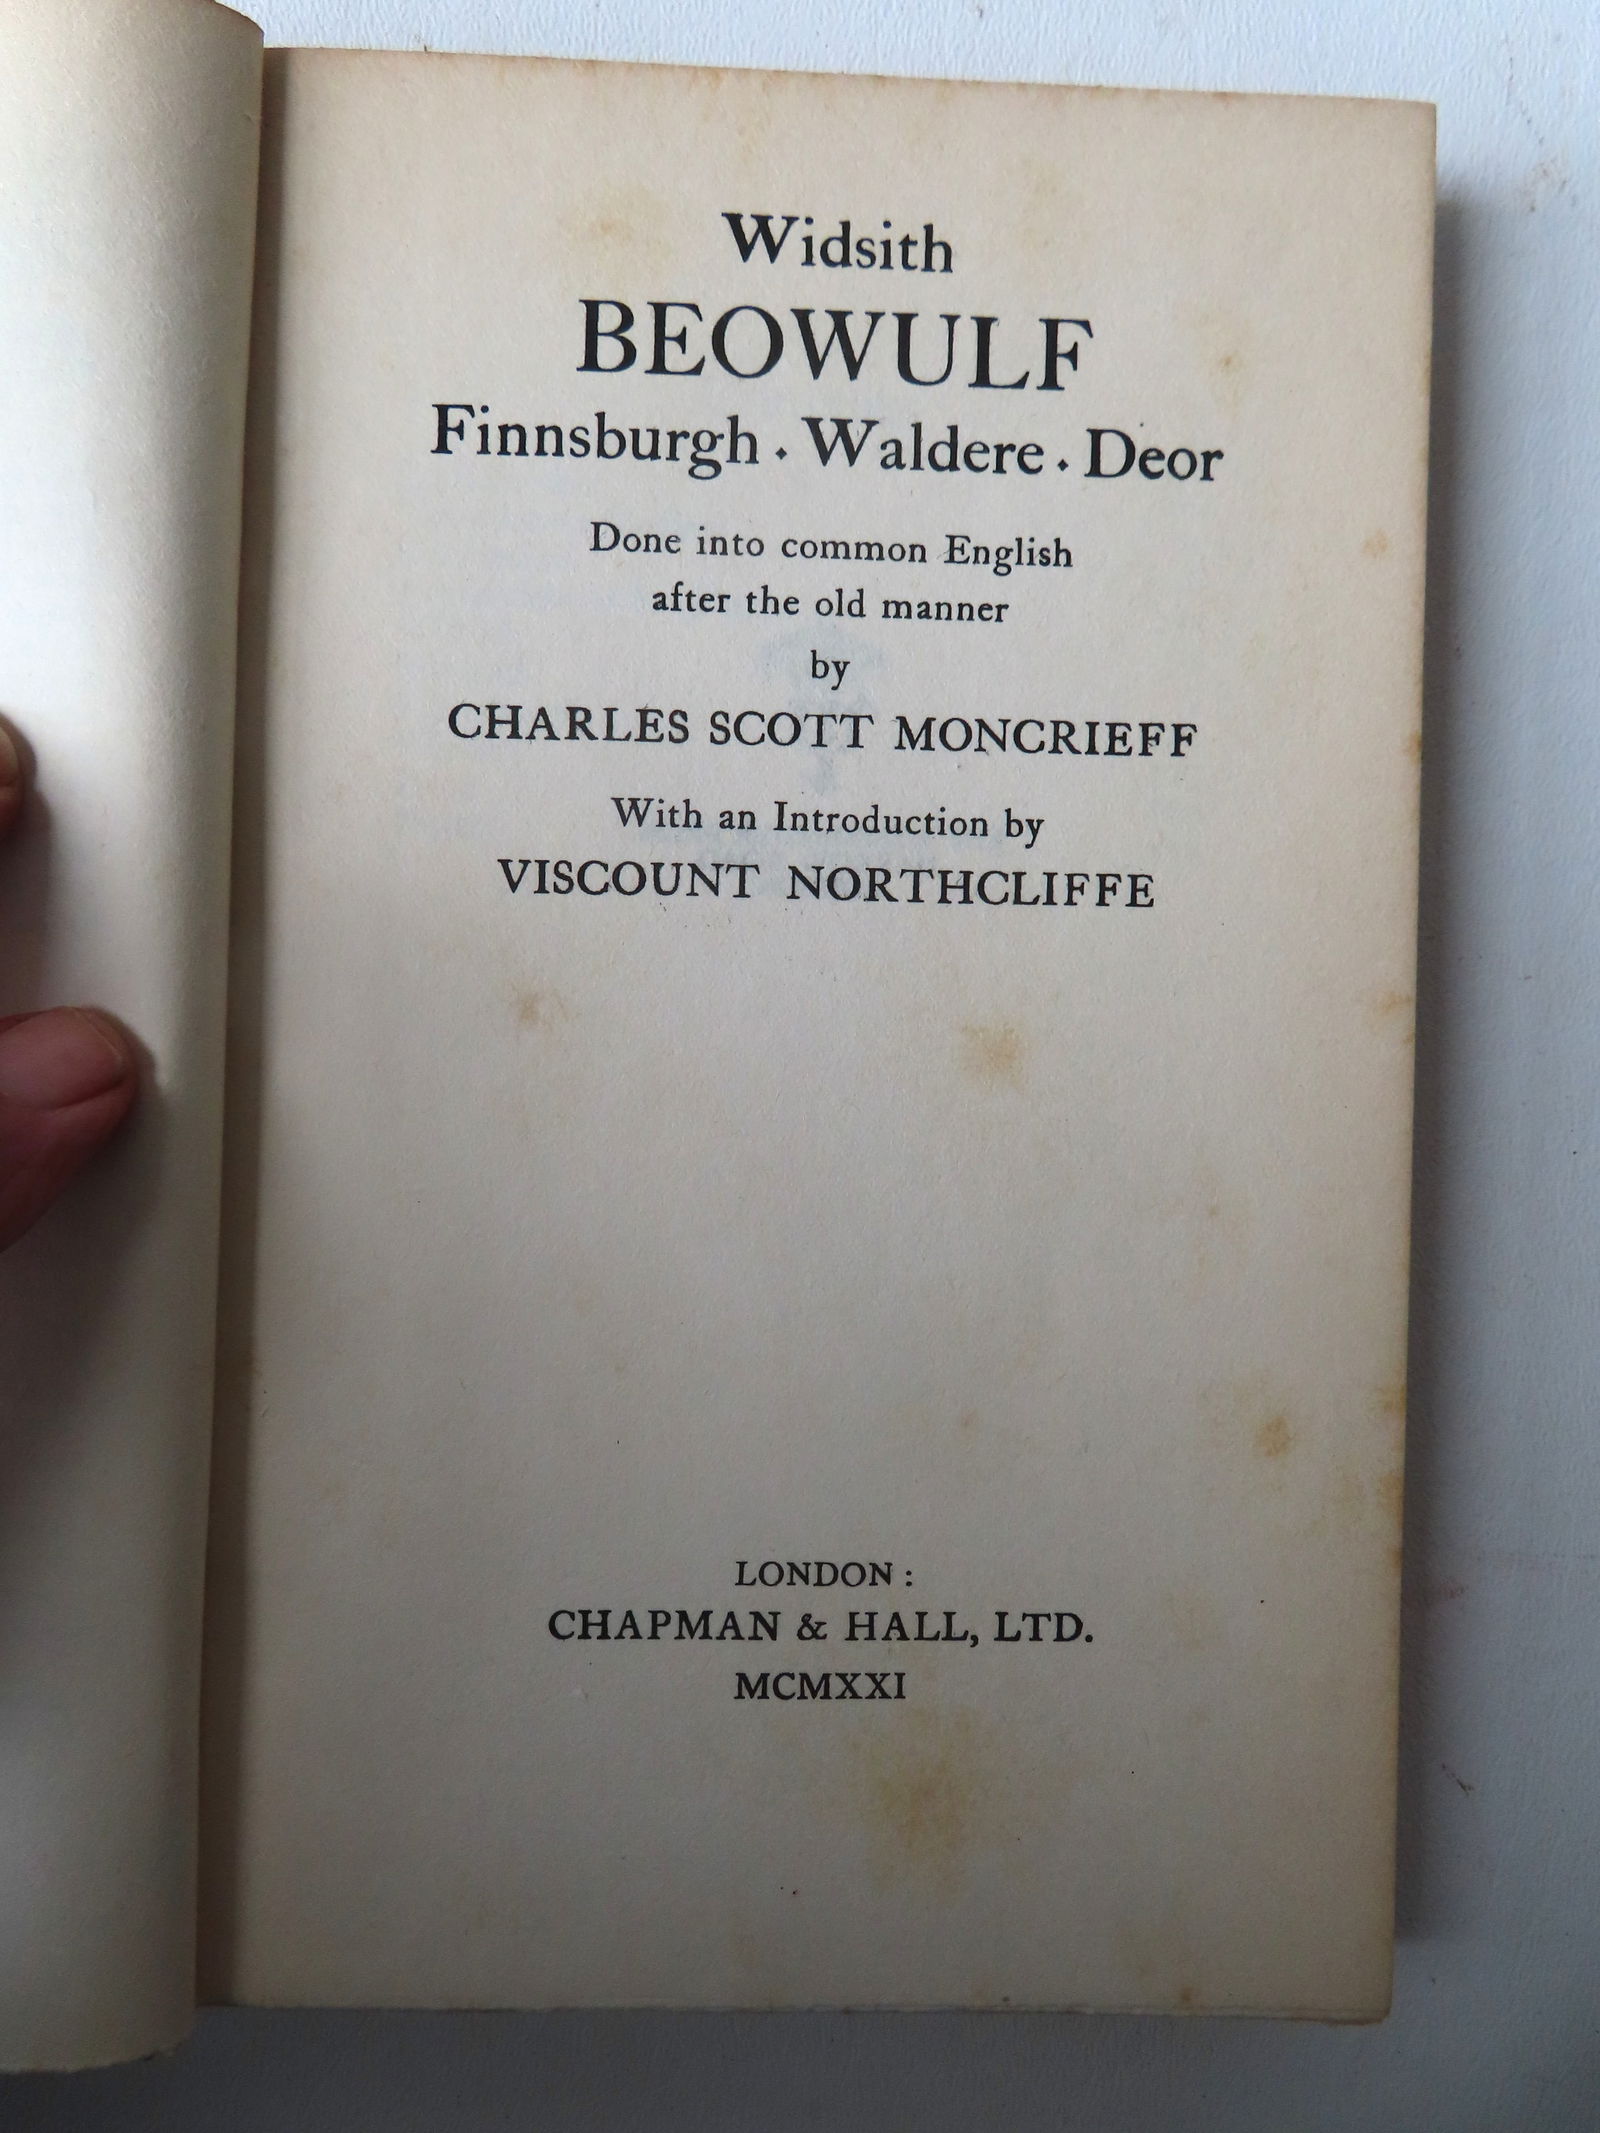 Widsith
BEOWULF
Finnsburgh . Waldere . Deor
Done into common English
after the old manner
by
CHARLES SCOTT MONCRIEFF
With an Introduction by
VISCOUNT NORTHCLIFFE
LONDON :
CHAPMAN & HALL, LTD.
MCMXXI